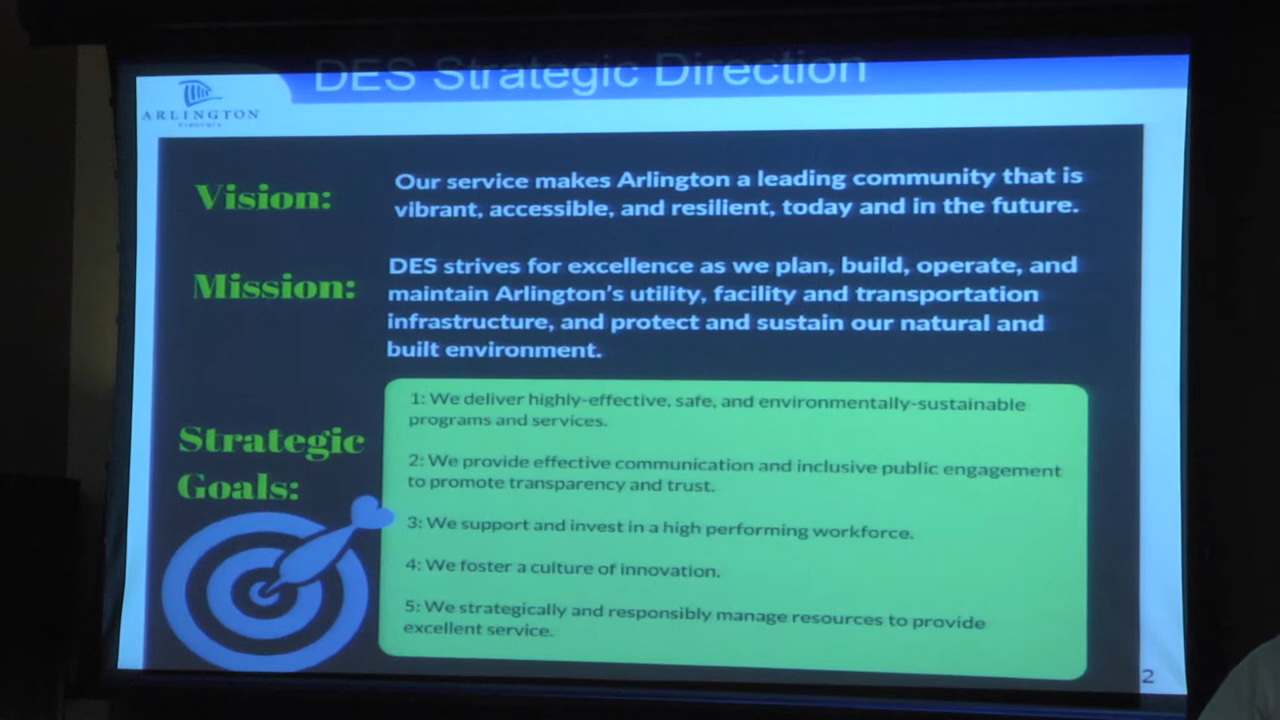 DES Strategic Direction
ARLINGTON
VIRGINIA
Vision:
Our service makes Arlington a leading community that is
vibrant, accessible, and resilient, today and in the future.
Mission:
DES strives for excellence as we plan, build, operate, and
maintain Arlington's utility, facility and transportation
infrastructure, and protect and sustain our natural and
built environment.
Strategic
Goals:
1: We deliver highly-effective, safe, and environmentally-sustainable
programs and services.
2: We provide effective communication and inclusive public engagement
to promote transparency and trust.
3: We support and invest in a high performing workforce.
4: We foster a culture of innovation.
5: We strategically and responsibly manage resources to provide
excellent service.
2